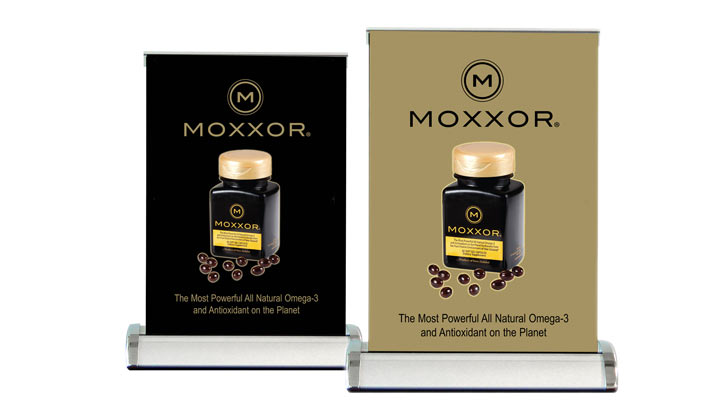 M
MOXXOR®
M
MOXXOR
The Most Powerful All Natural Omega-3
and Antioxidant on the Planet
M
MOXXOR®
M
MOXXOR
The Most Powerful All Natural Omega-3
and Antioxidant on the Planet